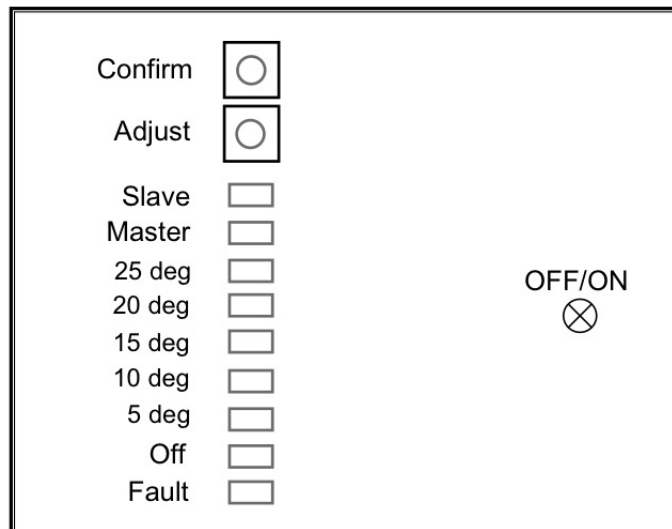 Confirm
Adjust
Slave
Master
25 deg
20 deg
15 deg
10 deg
5 deg
Off
Fault
OFF/ON